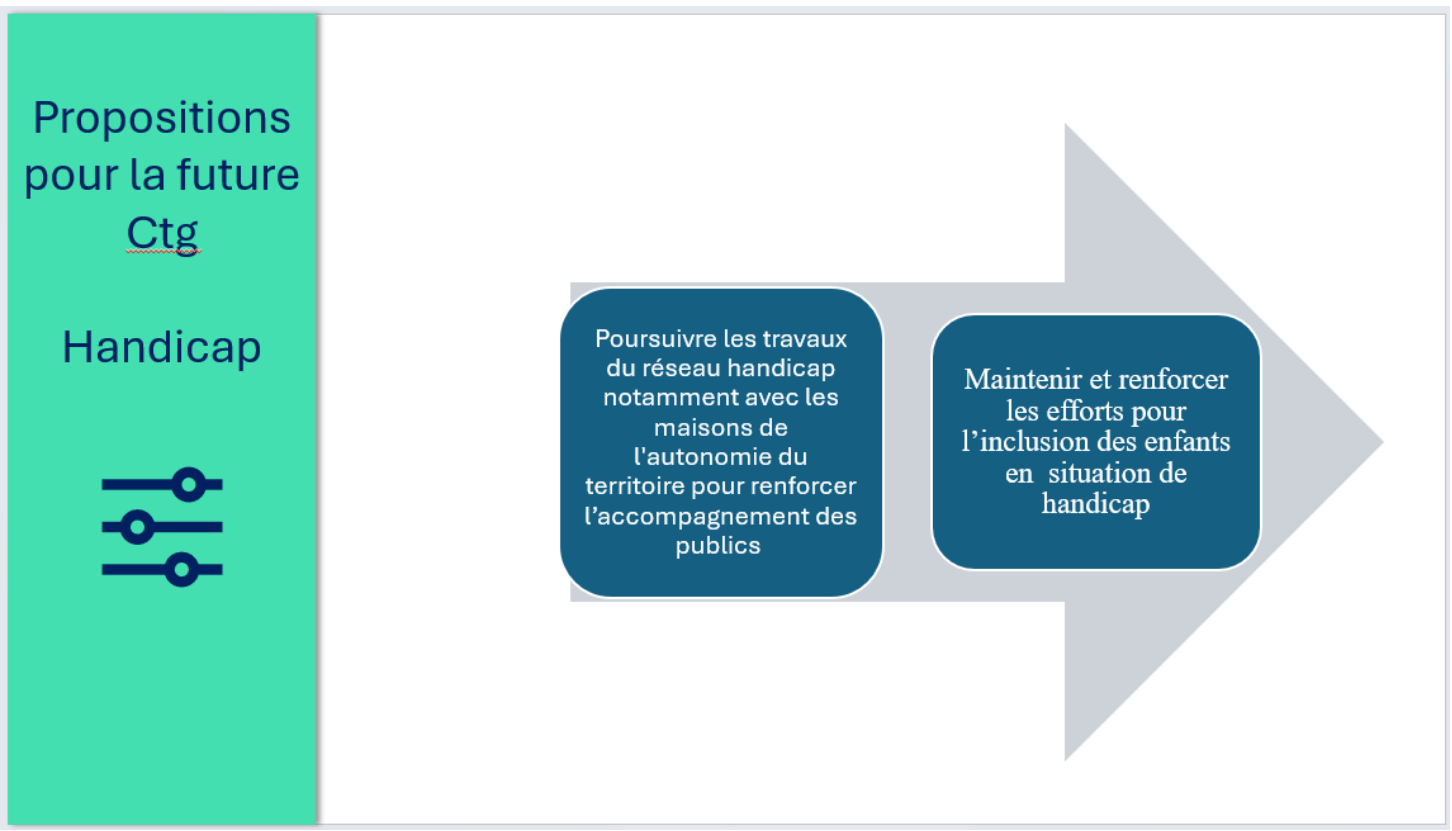 Propositions
pour la future
Ctg
Handicap
Poursuivre les travaux
du réseau handicap
notamment avec les
maisons de
l'autonomie du
territoire pour renforcer
l’accompagnement des
publics
Maintenir et renforcer
les efforts pour
l’inclusion des enfants
en  situation de
handicap